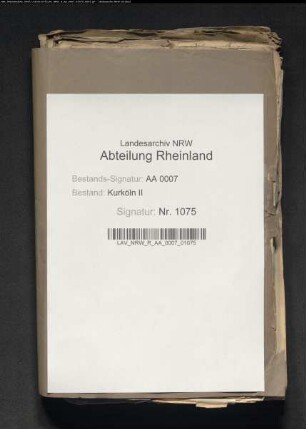 Landesarchiv NRW
Abteilung Rheinland
Bestands-Signatur: AA 0007
Bestand: Kurköln II
Signatur: Nr. 1075
LAV_NRW_R_AA_0007_01075